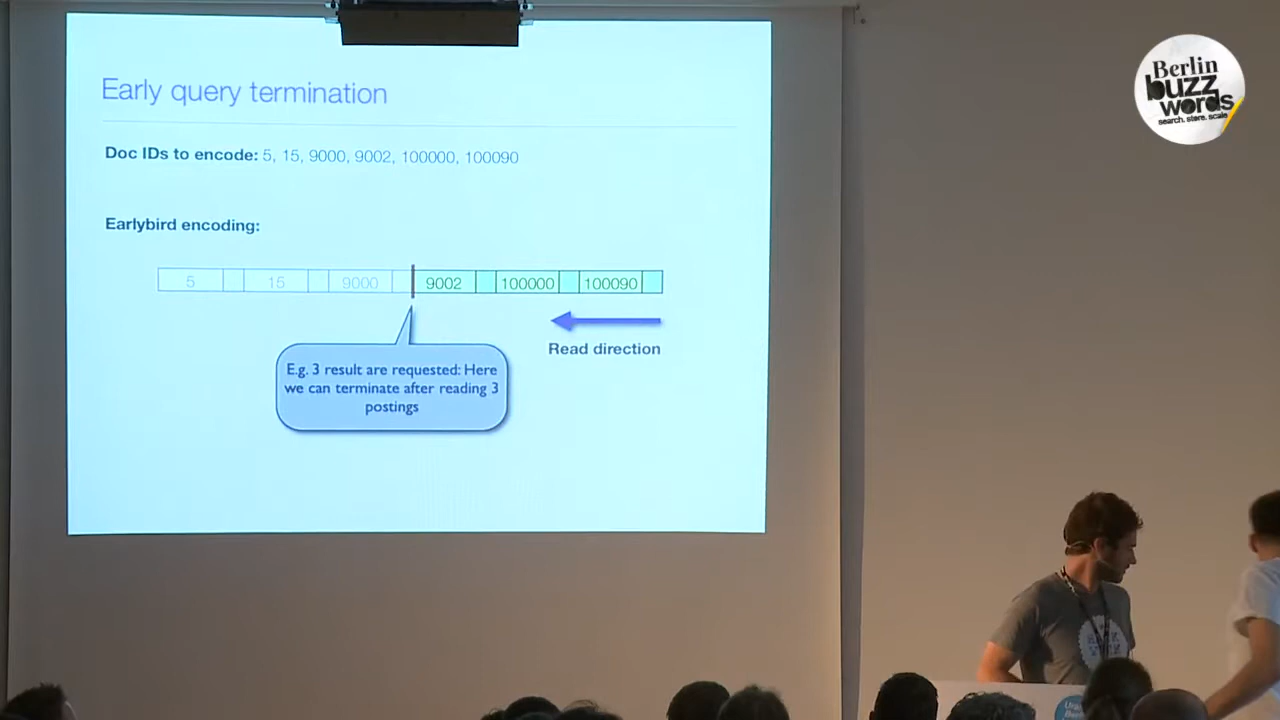 Early query termination
Doc IDs to encode: 5, 15, 9000, 9002, 100000, 100090
Earlybird encoding:
5 15 9000 9002 100000 100090
Read direction
E.g. 3 result are requested: Here
we can terminate after reading 3
postings
Berlin
buzz
words
search. store. scale